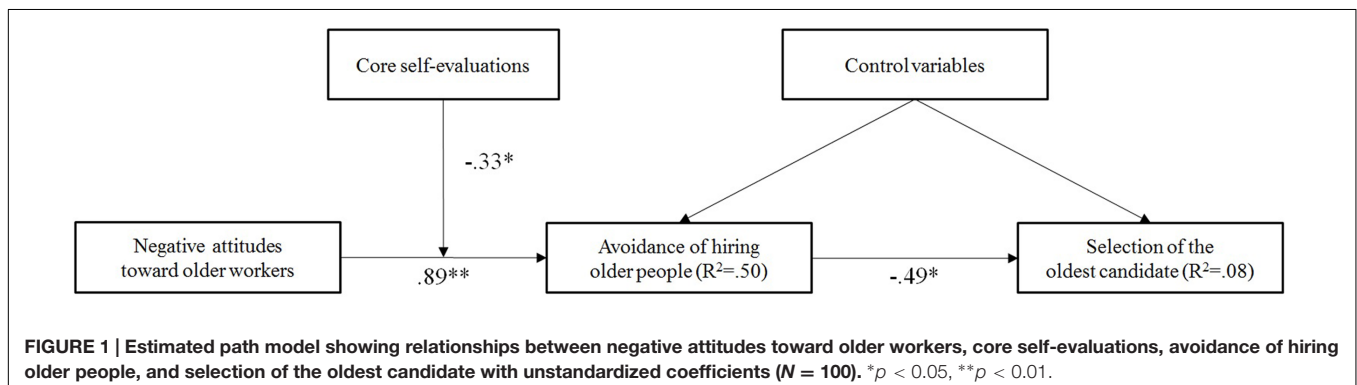 Core self-evaluations
Control variables
-.33*
Negative attitudes
toward older workers
.89**
Avoidance of hiring
older people (R²=.50)
-.49*
Selection of the
oldest candidate (R²=.08)
FIGURE 1 | Estimated path model showing relationships between negative attitudes toward older workers, core self-evaluations, avoidance of hiring
older people, and selection of the oldest candidate with unstandardized coefficients (N = 100). *p < 0.05, **p < 0.01.